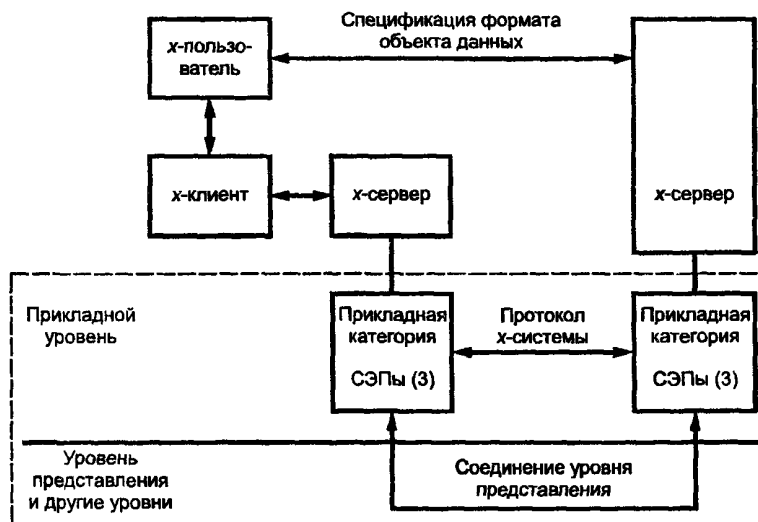 Спецификация формата
объекта данных
x-пользо-
ватель
x-клиент
x-сервер
x-сервер
Прикладной
уровень
Прикладная
категория
СЭПы (3)
Протокол
x-системы
Прикладная
категория
СЭПы (3)
Уровень
представления
и другие уровни
Соединение уровня
представления